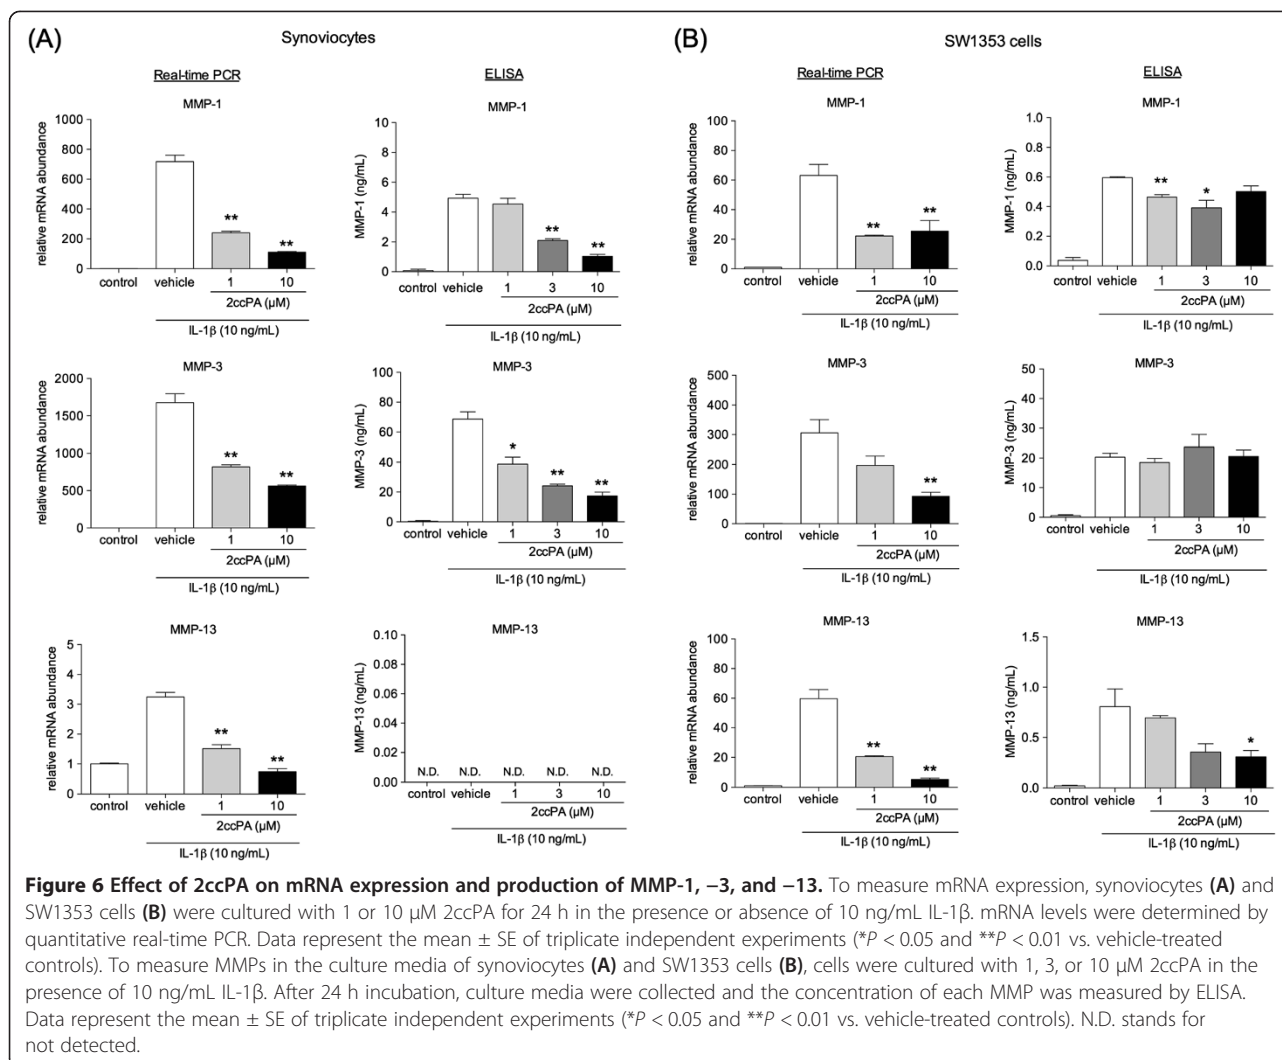 (A)
Synoviocytes
Real-time PCR
ELISA
MMP-1
relative mRNA abundance
1000
800
600
400
200
0
**
**
control
vehicle
1
10
2ccPA (µM)
IL-1β (10 ng/mL)
MMP-1
MMP-1 (ng/mL)
10
8
6
4
2
0
**
**
control
vehicle
1
3
10
2ccPA (µM)
IL-1β (10 ng/mL)
MMP-3
relative mRNA abundance
2000
1500
1000
500
0
**
**
control
vehicle
1
10
2ccPA (µM)
IL-1β (10 ng/mL)
MMP-3
MMP-3 (ng/mL)
100
80
60
40
20
0
*
**
**
control
vehicle
1
3
10
2ccPA (µM)
IL-1β (10 ng/mL)
MMP-13
relative mRNA abundance
5
4
3
2
1
0
**
**
control
vehicle
1
10
2ccPA (µM)
IL-1β (10 ng/mL)
MMP-13
MMP-13 (ng/mL)
0.10
0.08
0.06
0.04
0.02
0.00
N.D. N.D. N.D. N.D. N.D.
control
vehicle
1
3
10
2ccPA (µM)
IL-1β (10 ng/mL)
(B)
SW1353 cells
Real-time PCR
ELISA
MMP-1
relative mRNA abundance
100
80
60
40
20
0
**
**
control
vehicle
1
10
2ccPA (µM)
IL-1β (10 ng/mL)
MMP-1
MMP-1 (ng/mL)
1.0
0.8
0.6
0.4
0.2
0.0
**
*
control
vehicle
1
3
10
2ccPA (µM)
IL-1β (10 ng/mL)
MMP-3
relative mRNA abundance
500
400
300
200
100
0
**
control
vehicle
1
10
2ccPA (µM)
IL-1β (10 ng/mL)
MMP-3
MMP-3 (ng/mL)
50
40
30
20
10
0
control
vehicle
1
3
10
2ccPA (µM)
IL-1β (10 ng/mL)
MMP-13
relative mRNA abundance
100
80
60
40
20
0
**
**
control
vehicle
1
10
2ccPA (µM)
IL-1β (10 ng/mL)
MMP-13
MMP-13 (ng/mL)
1.5
1.0
0.5
0.0
*
control
vehicle
1
3
10
2ccPA (µM)
IL-1β (10 ng/mL)
Figure 6 Effect of 2ccPA on mRNA expression and production of MMP-1, −3, and −13. To measure mRNA expression, synoviocytes (A) and
SW1353 cells (B) were cultured with 1 or 10 μM 2ccPA for 24 h in the presence or absence of 10 ng/mL IL-1β. mRNA levels were determined by
quantitative real-time PCR. Data represent the mean ± SE of triplicate independent experiments (*P < 0.05 and **P < 0.01 vs. vehicle-treated
controls). To measure MMPs in the culture media of synoviocytes (A) and SW1353 cells (B), cells were cultured with 1, 3, or 10 μM 2ccPA in the
presence of 10 ng/mL IL-1β. After 24 h incubation, culture media were collected and the concentration of each MMP was measured by ELISA.
Data represent the mean ± SE of triplicate independent experiments (*P < 0.05 and **P < 0.01 vs. vehicle-treated controls). N.D. stands for
not detected.